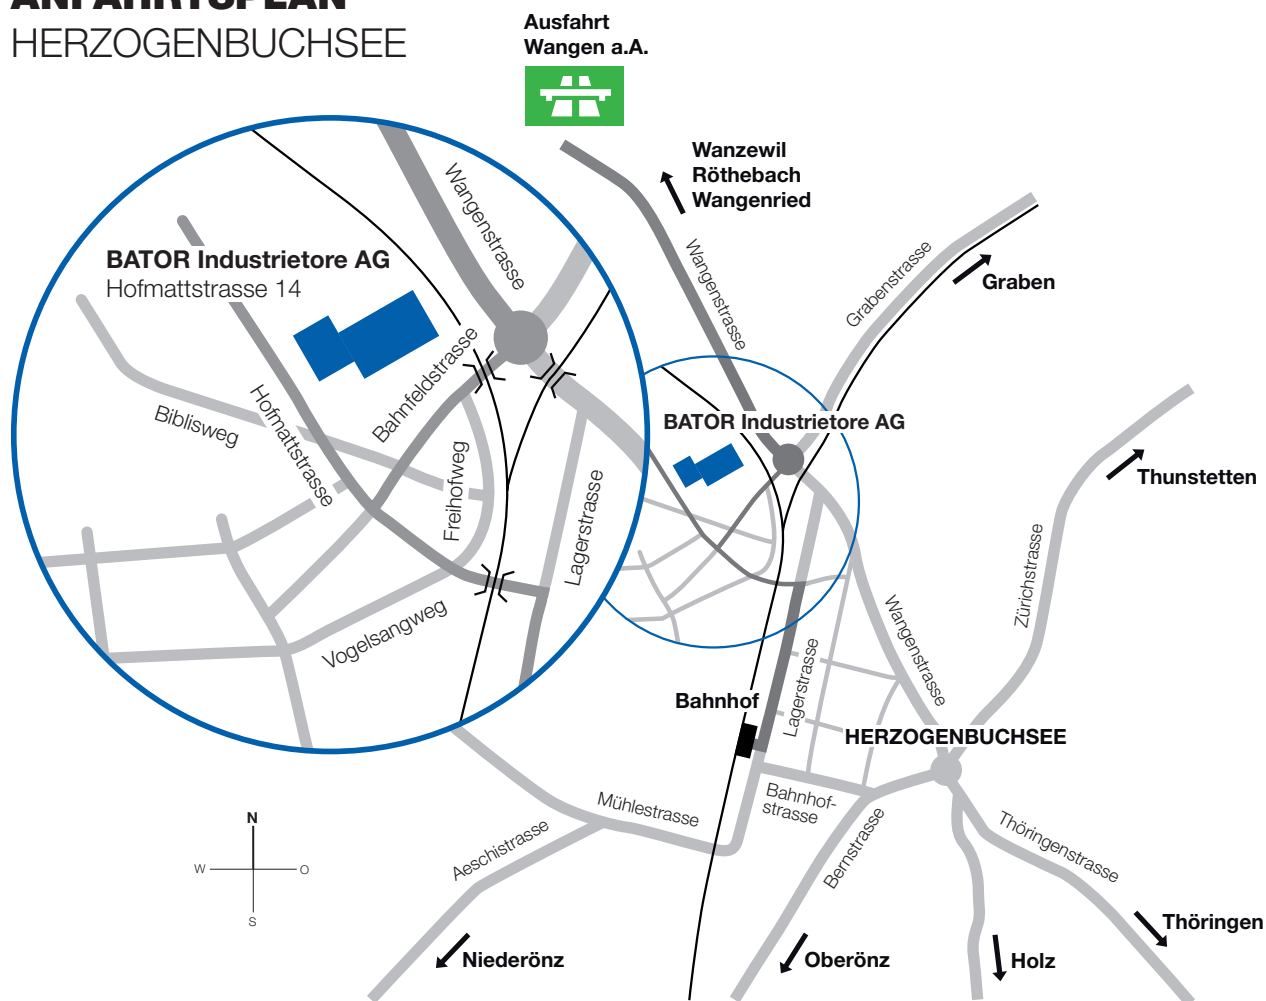 ANFAHRTSPLAN
HERZOGENBUCHSEE
Ausfahrt
Wangen a.A.
Wanzewil
Röthebach
Wangenried
Wangenstrasse
Wangenstrasse
Grabenstrasse
Graben
BATOR Industrietore AG
Hofmattstrasse 14
Bahnfeldstrasse
Biblisweg
Hofmattstrasse
Freihofweg
Lagerstrasse
Vogelsangweg
BATOR Industrietore AG
Thunstetten
Zürichstrasse
Wangenstrasse
Lagerstrasse
Bahnhof
HERZOGENBUCHSEE
Bahnhof-
strasse
Mühlestrasse
Aeschistrasse
Bernstrasse
Thöringenstrasse
N
W
O
S
Niederönz
Oberönz
Holz
Thöringen